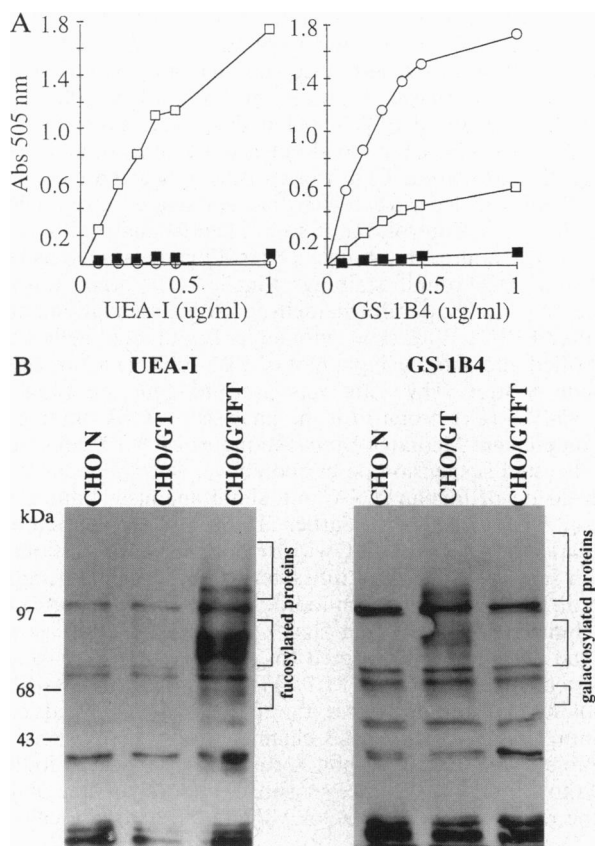 A
Abs 505 nm
1.8
1.4
1.0
0.6
0.2
0 0.5 1
UEA-I (ug/ml)
1.8
1.4
1.0
0.6
0.2
0 0.5 1
GS-1B4 (ug/ml)
B
UEA-I
CHO N
CHO/GT
CHO/GTFT
kDa
97
68
43
fucosylated proteins
GS-1B4
CHO N
CHO/GT
CHO/GTFT
galactosylated proteins